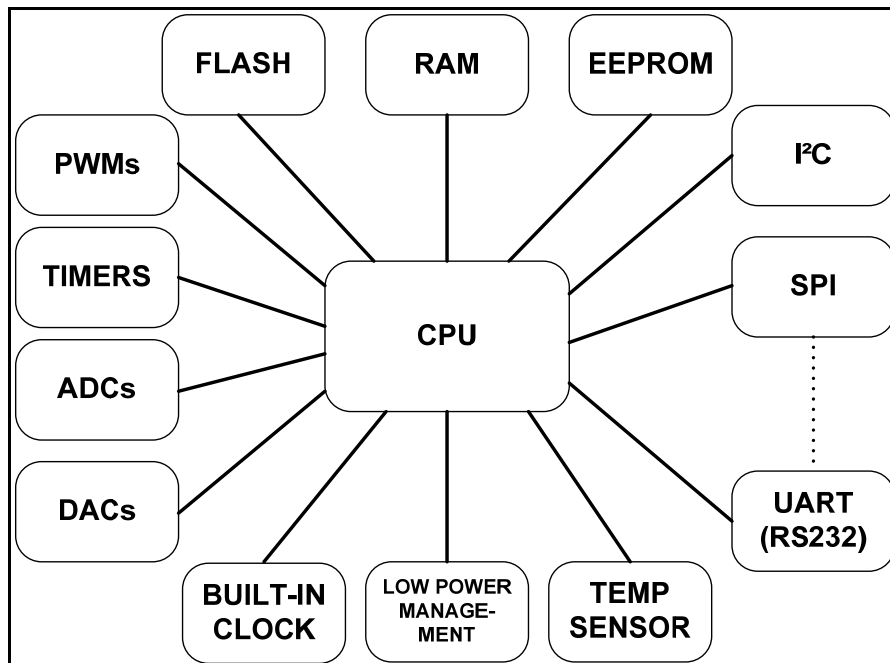 FLASH
RAM
EEPROM
PWMs
I²C
TIMERS
SPI
CPU
ADCs
DACs
UART
(RS232)
BUILT-IN
CLOCK
LOW POWER
MANAGE-
MENT
TEMP
SENSOR